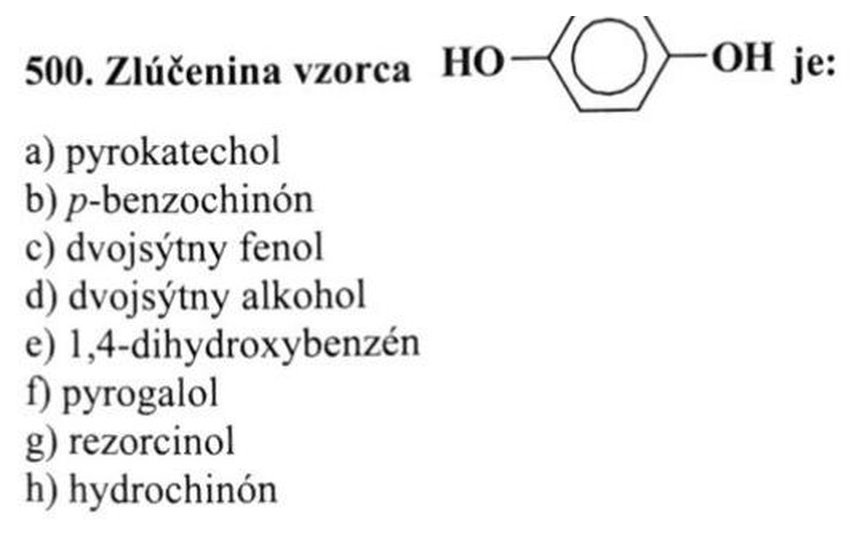 500. Zlúčenina vzorca HO OH je:
a) pyrokatechol
b) p-benzochinón
c) dvojsýtny fenol
d) dvojsýtny alkohol
e) 1,4-dihydroxybenzén
f) pyrogalol
g) rezorcinol
h) hydrochinón